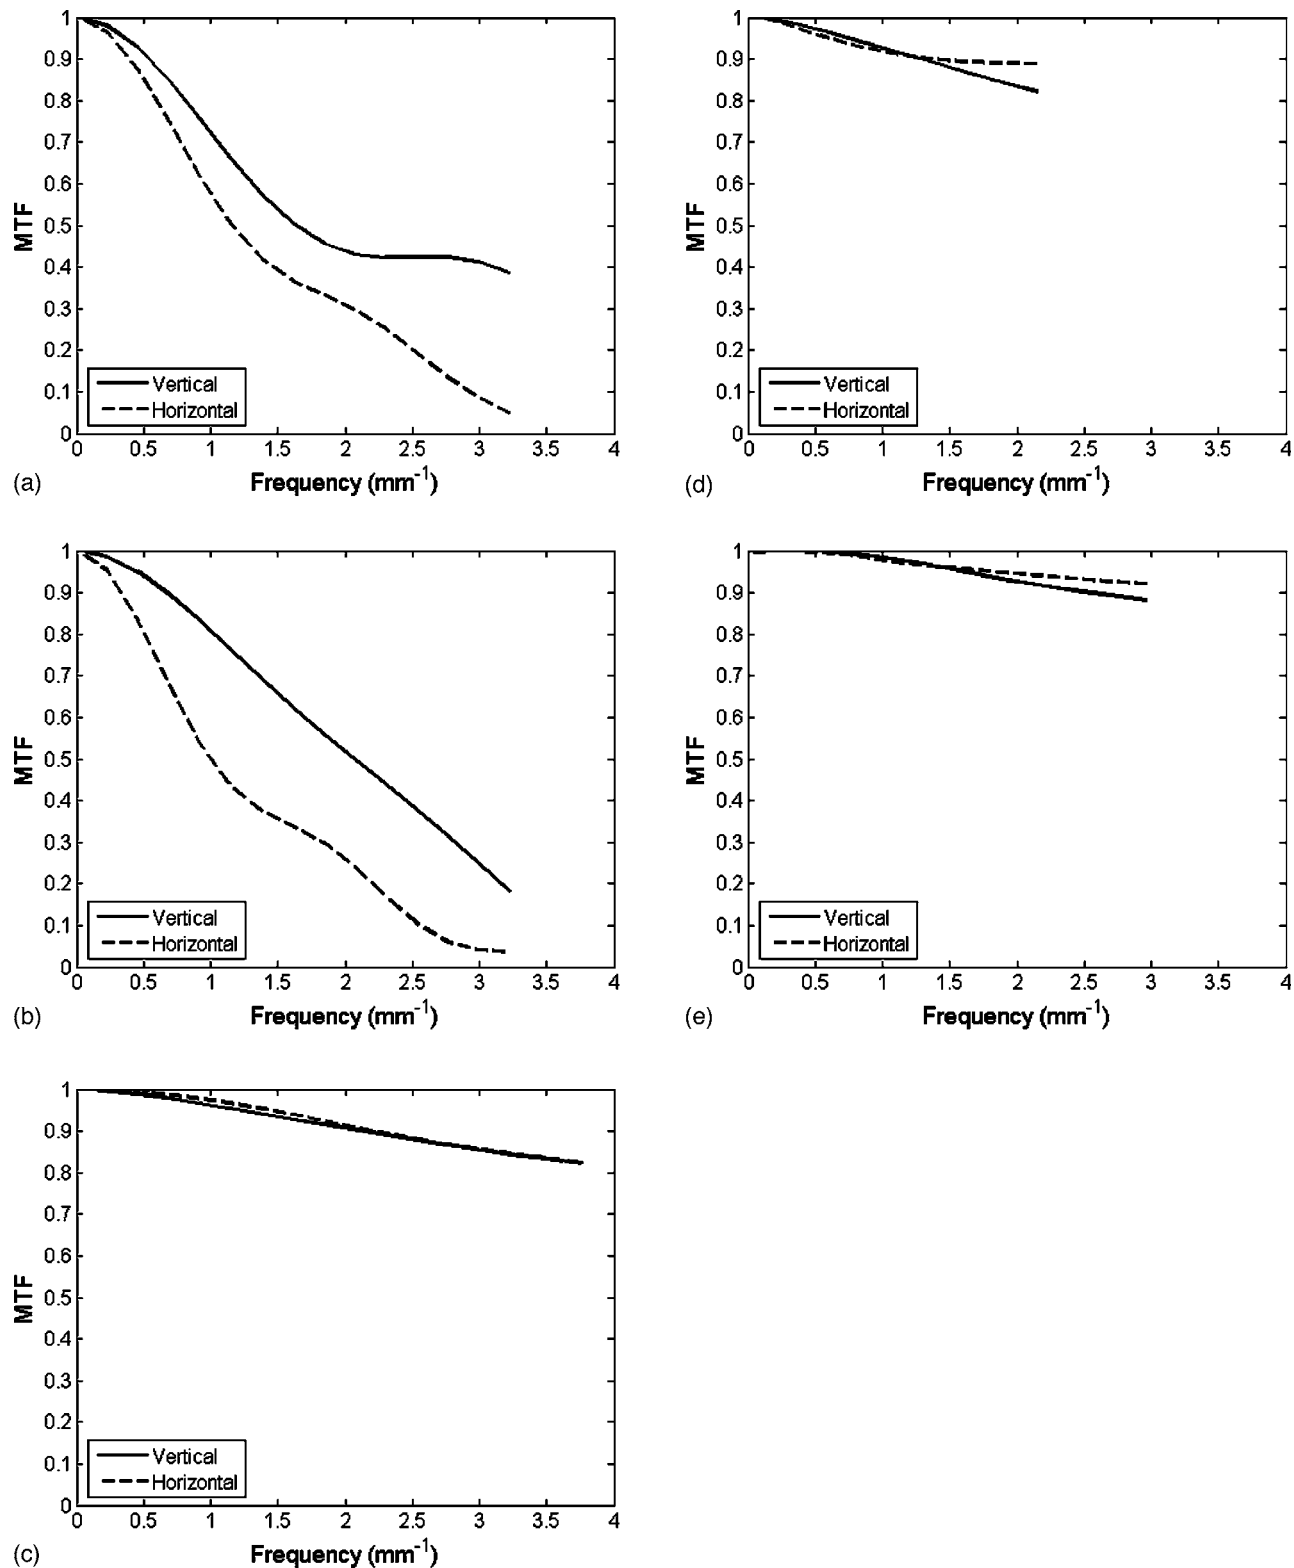 1
0.9
0.8
0.7
0.6
0.5
0.4
0.3
0.2
0.1
0
MTF
Vertical
Horizontal
0 0.5 1 1.5 2 2.5 3 3.5 4
(a) Frequency (mm⁻¹)
1
0.9
0.8
0.7
0.6
0.5
0.4
0.3
0.2
0.1
0
MTF
Vertical
Horizontal
0 0.5 1 1.5 2 2.5 3 3.5 4
(b) Frequency (mm⁻¹)
1
0.9
0.8
0.7
0.6
0.5
0.4
0.3
0.2
0.1
0
MTF
Vertical
Horizontal
0 0.5 1 1.5 2 2.5 3 3.5 4
(c) Frequency (mm⁻¹)
1
0.9
0.8
0.7
0.6
0.5
0.4
0.3
0.2
0.1
0
MTF
Vertical
Horizontal
0 0.5 1 1.5 2 2.5 3 3.5 4
(d) Frequency (mm⁻¹)
1
0.9
0.8
0.7
0.6
0.5
0.4
0.3
0.2
0.1
0
MTF
Vertical
Horizontal
0 0.5 1 1.5 2 2.5 3 3.5 4
(e) Frequency (mm⁻¹)